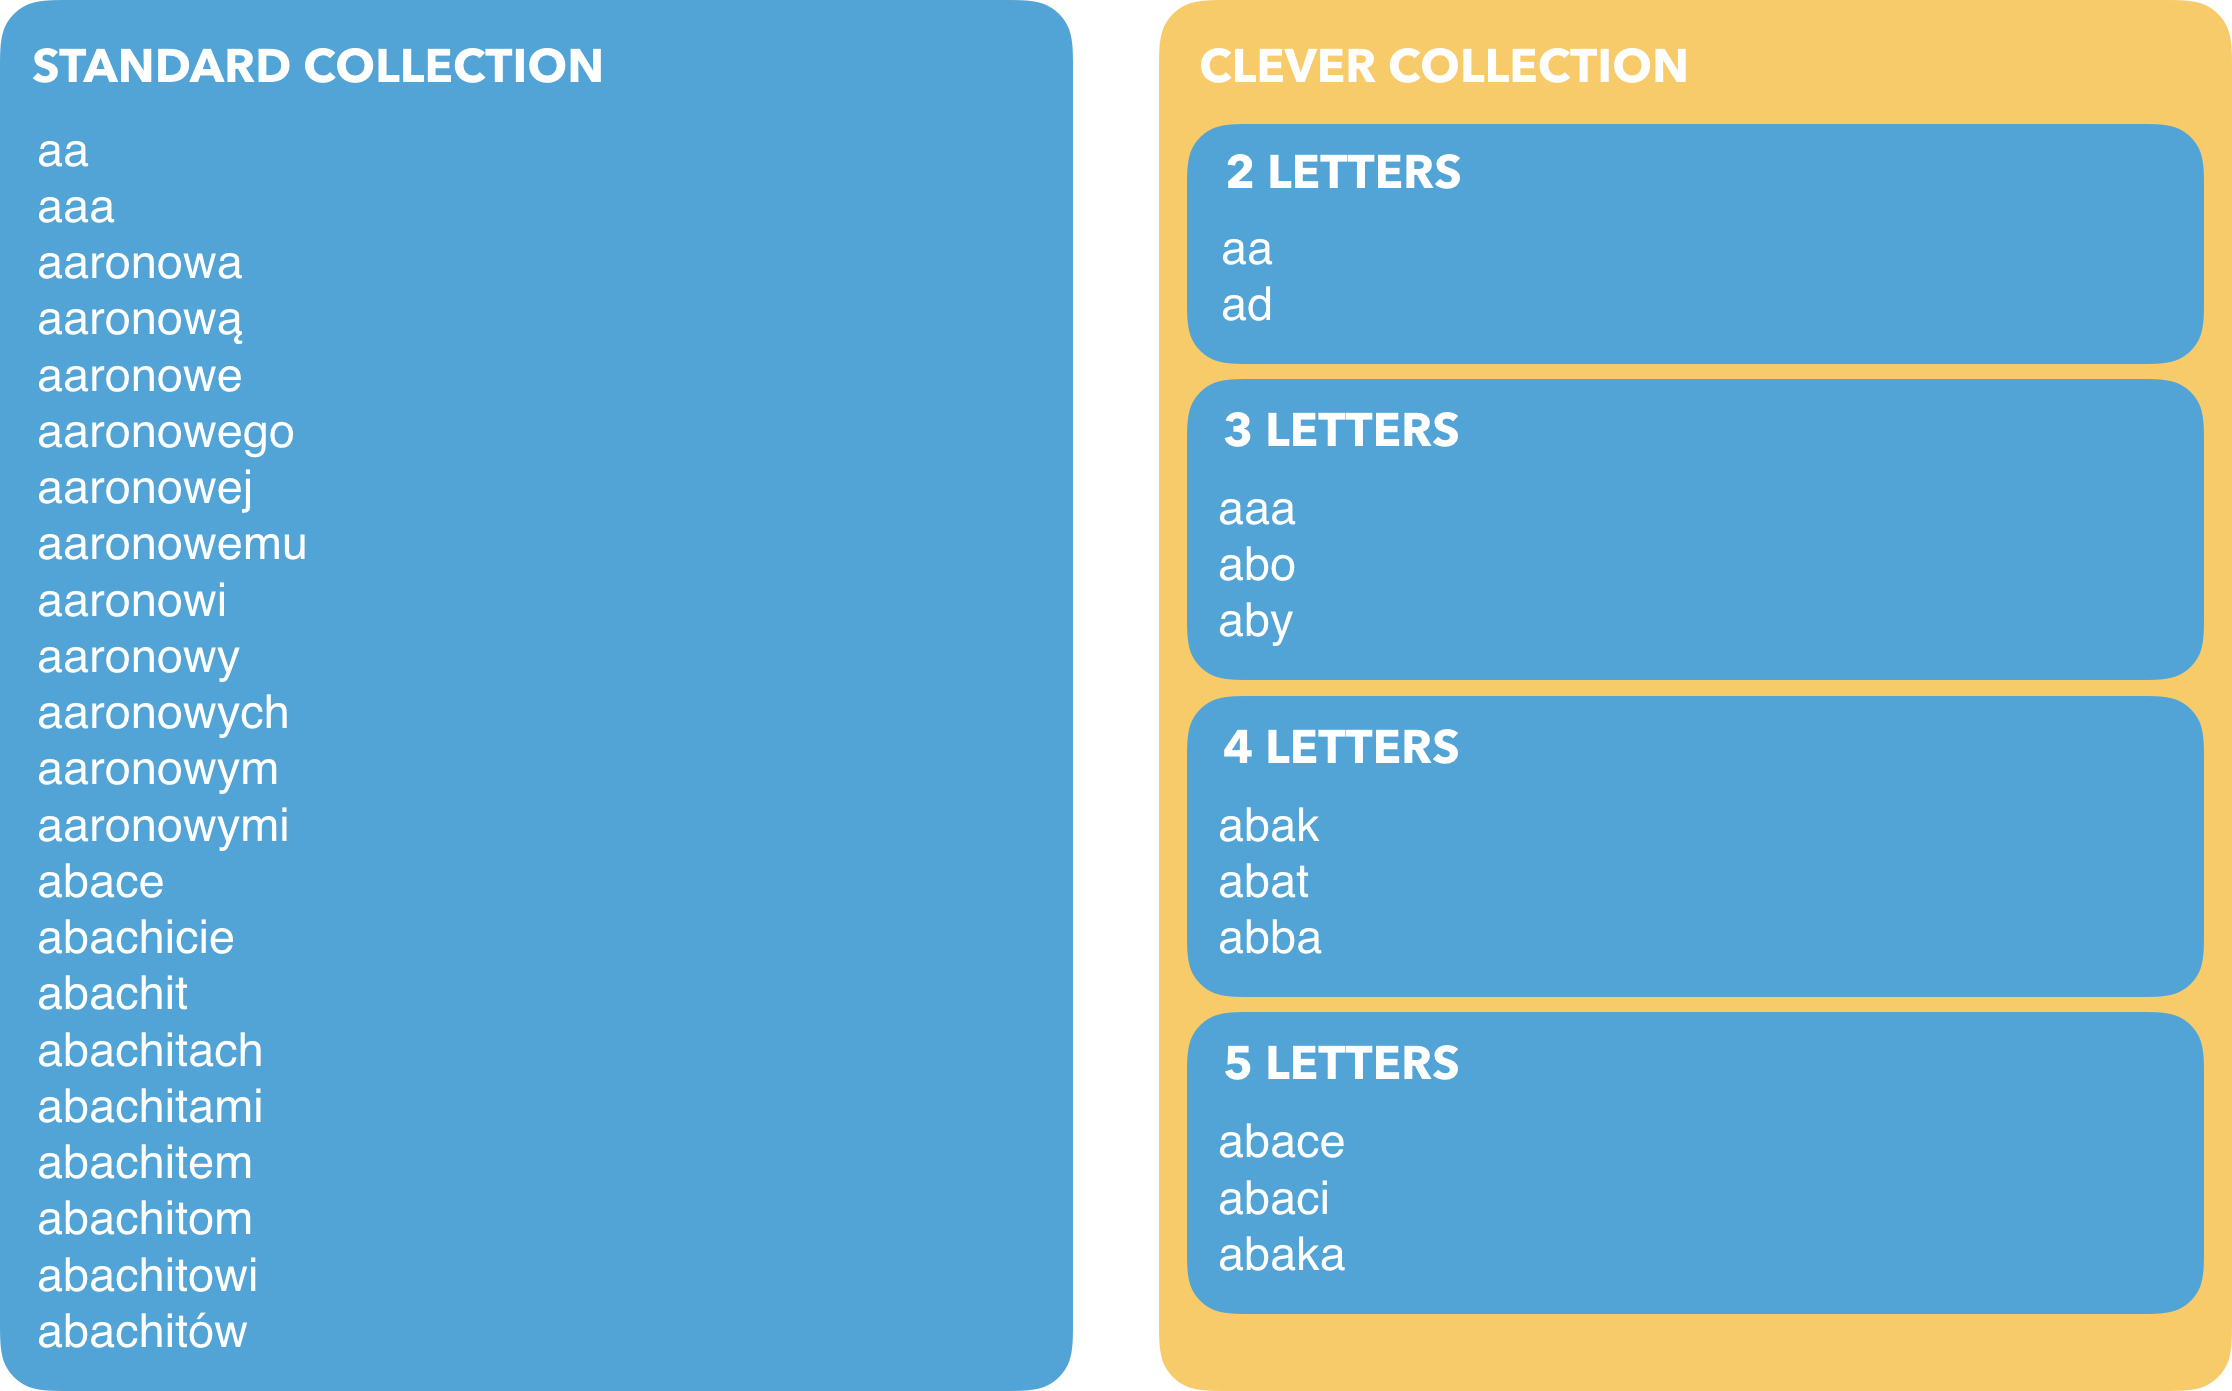 STANDARD COLLECTION
aa
aaa
aaronowa
aaronową
aaronowe
aaronowego
aaronowej
aaronowemu
aaronowi
aaronowy
aaronowych
aaronowym
aaronowymi
abace
abachicie
abachit
abachitach
abachitami
abachitem
abachitom
abachitowi
abachitów
CLEVER COLLECTION
2 LETTERS
aa
ad
3 LETTERS
aaa
abo
aby
4 LETTERS
abak
abat
abba
5 LETTERS
abace
abaci
abaka